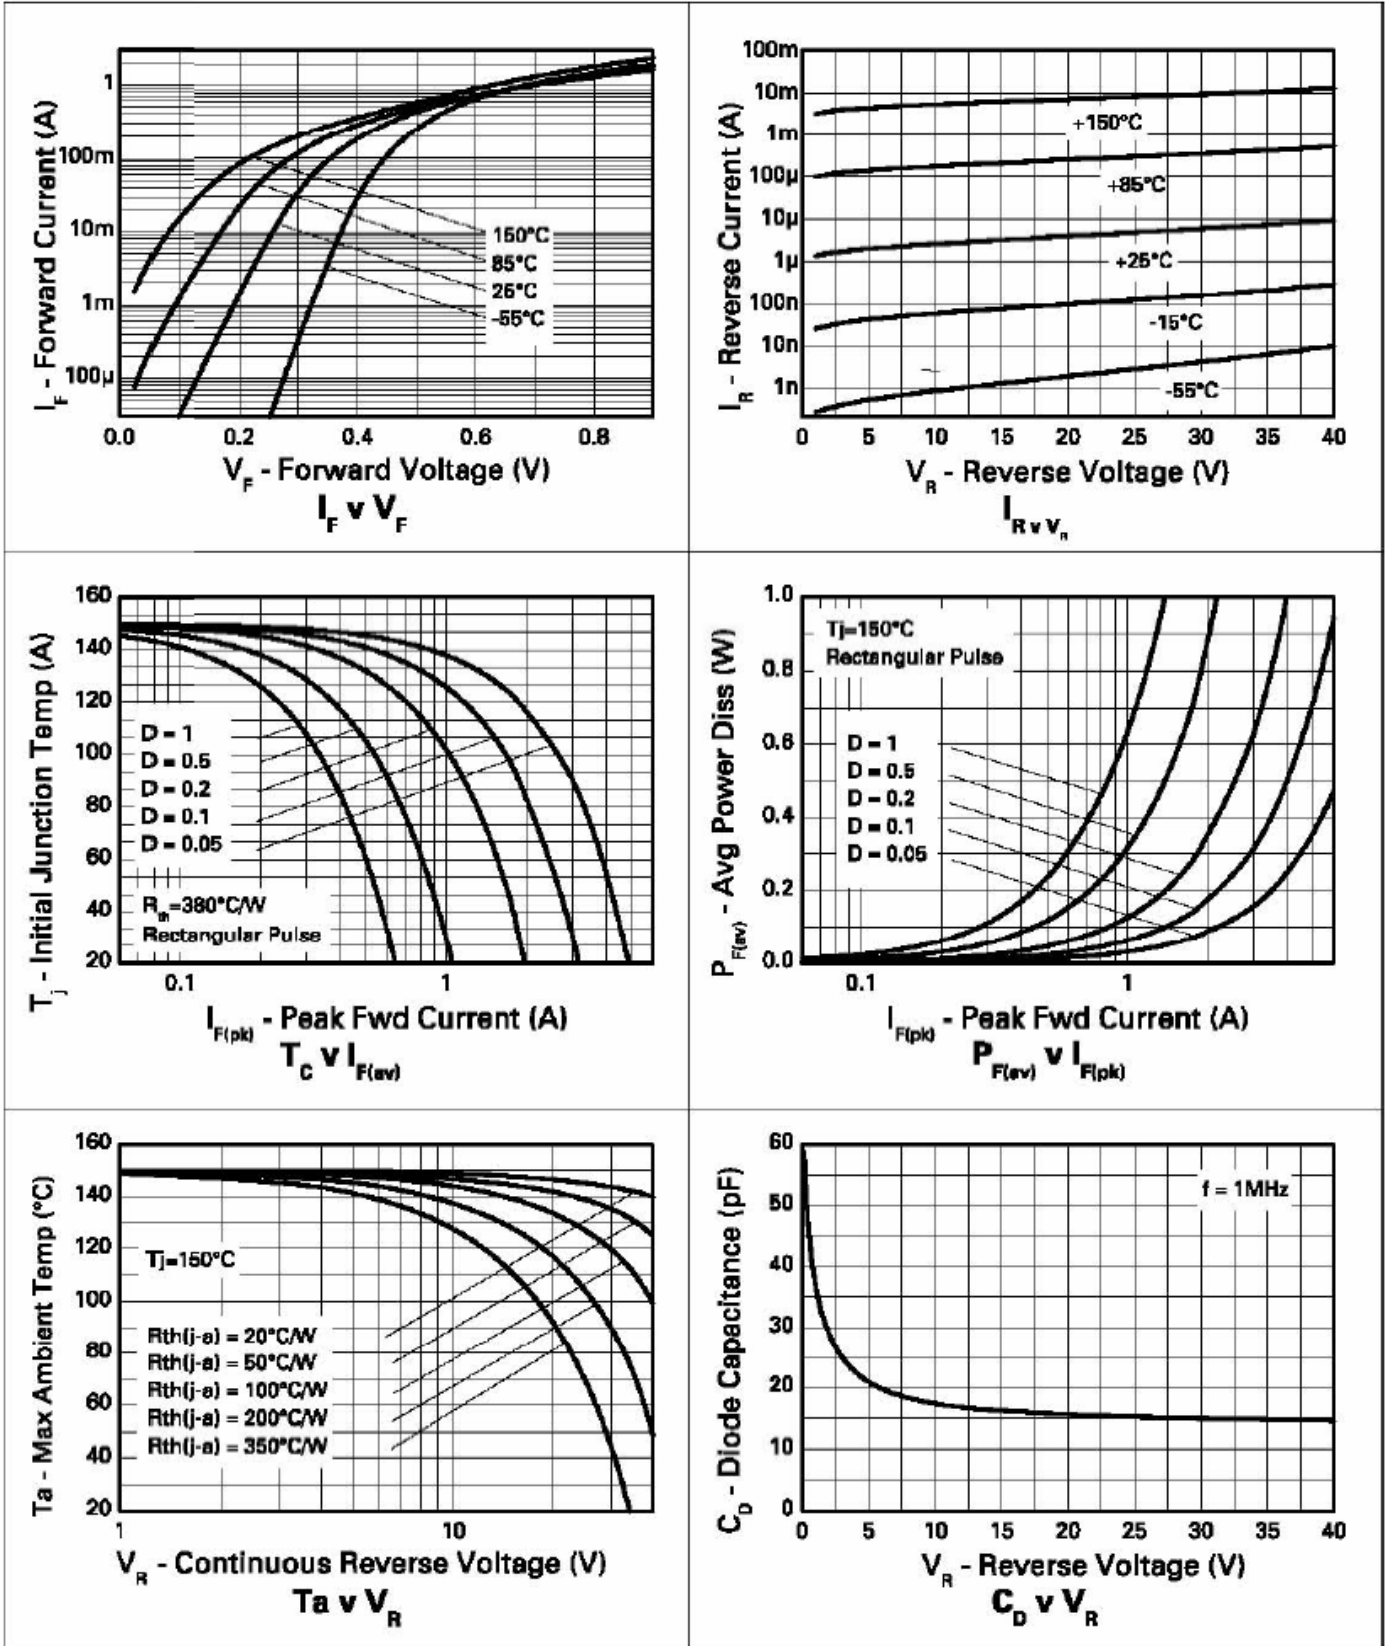 1
100m
10m
1m
100µ
I_F - Forward Current (A)
150°C
85°C
25°C
-55°C
0.0 0.2 0.4 0.6 0.8
V_F - Forward Voltage (V)
I_F v V_F
100m
10m
1m
100µ
10µ
1µ
100n
10n
1n
I_R - Reverse Current (A)
+150°C
+85°C
+25°C
-15°C
-55°C
0 5 10 15 20 25 30 35 40
V_R - Reverse Voltage (V)
I_R v V_R
160
140
120
100
80
60
40
20
T_j - Initial Junction Temp (A)
D = 1
D = 0.5
D = 0.2
D = 0.1
D = 0.05
R_th=380°C/W
Rectangular Pulse
0.1 1
I_F(pk) - Peak Fwd Current (A)
T_C v I_F(av)
1.0
0.8
0.6
0.4
0.2
0.0
P_F(av) - Avg Power Diss (W)
Tj=150°C
Rectangular Pulse
D = 1
D = 0.5
D = 0.2
D = 0.1
D = 0.05
0.1 1
I_F(pk) - Peak Fwd Current (A)
P_F(av) v I_F(pk)
160
140
120
100
80
60
40
20
Ta - Max Ambient Temp (°C)
Tj=150°C
Rth(j-a) = 20°C/W
Rth(j-a) = 50°C/W
Rth(j-a) = 100°C/W
Rth(j-a) = 200°C/W
Rth(j-a) = 350°C/W
1 10
V_R - Continuous Reverse Voltage (V)
Ta v V_R
60
50
40
30
20
10
0
C_D - Diode Capacitance (pF)
f = 1MHz
0 5 10 15 20 25 30 35 40
V_R - Reverse Voltage (V)
C_D v V_R